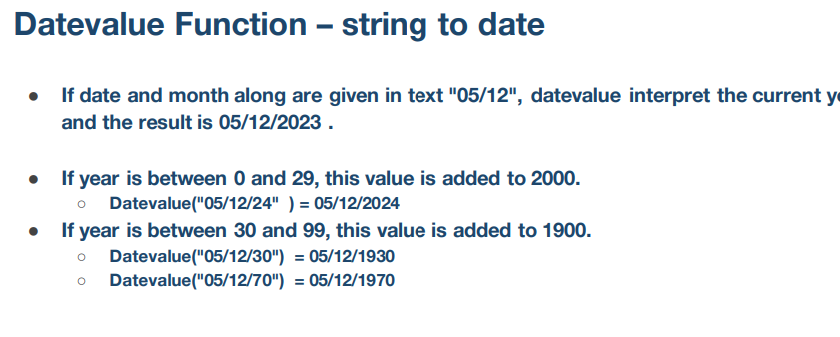 Datevalue Function – string to date
● If date and month along are given in text "05/12", datevalue interpret the current
and the result is 05/12/2023 .
● If year is between 0 and 29, this value is added to 2000.
○ Datevalue("05/12/24" ) = 05/12/2024
● If year is between 30 and 99, this value is added to 1900.
○ Datevalue("05/12/30") = 05/12/1930
○ Datevalue("05/12/70") = 05/12/1970